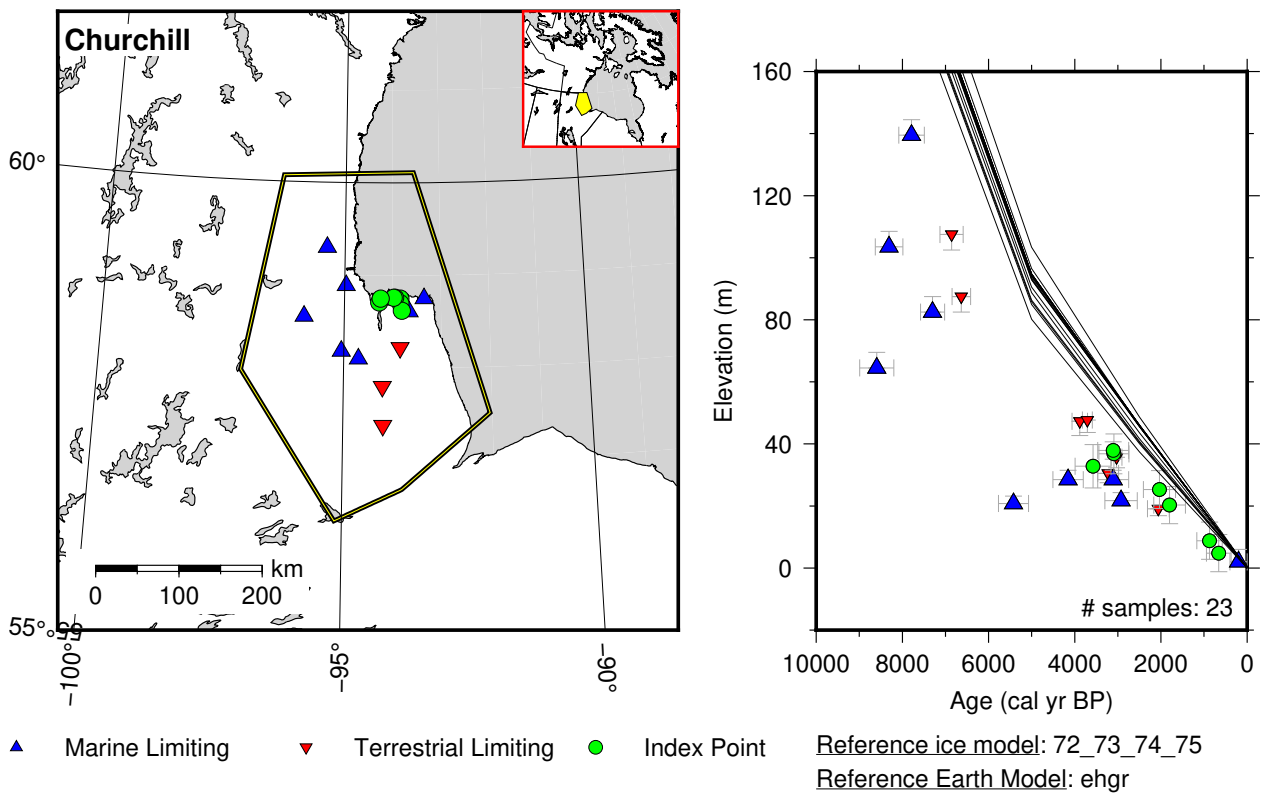 Churchill
60°
55°
55°
−100°
−95°
−90°
km
0 100 200
160
120
80
40
0
Elevation (m)
# samples: 23
10000 8000 6000 4000 2000 0
Age (cal yr BP)
Marine Limiting Terrestrial Limiting Index Point
Reference ice model: 72_73_74_75
Reference Earth Model: ehgr